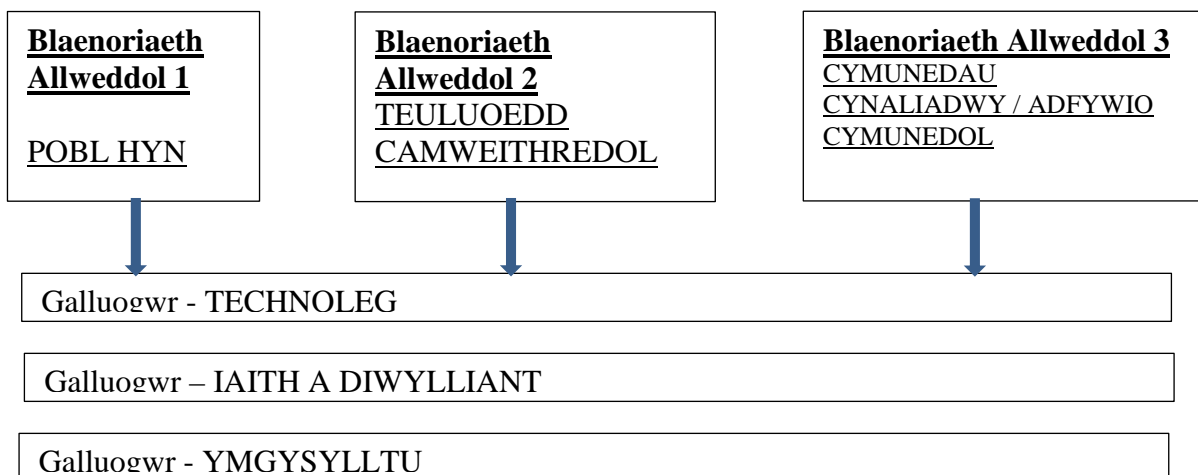 Blaenoriaeth
Allweddol 1
POBL HYN
Blaenoriaeth
Allweddol 2
TEULUOEDD
CAMWEITHREDOL
Blaenoriaeth Allweddol 3
CYMUNEDAU
CYNALIADWY / ADFYWIO
CYMUNEDOL
Galluogwr - TECHNOLEG
Galluogwr – IAITH A DIWYLLIANT
Galluogwr - YMGYSYLLTU